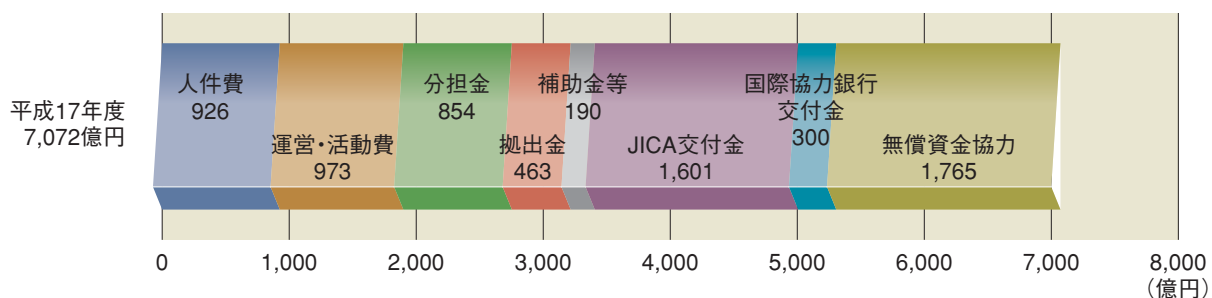 平成17年度
7,072億円
人件費
926
運営・活動費
973
分担金
854
拠出金
463
補助金等
190
JICA交付金
1,601
国際協力銀行
交付金
300
無償資金協力
1,765
0 1,000 2,000 3,000 4,000 5,000 6,000 7,000 8,000
（億円）